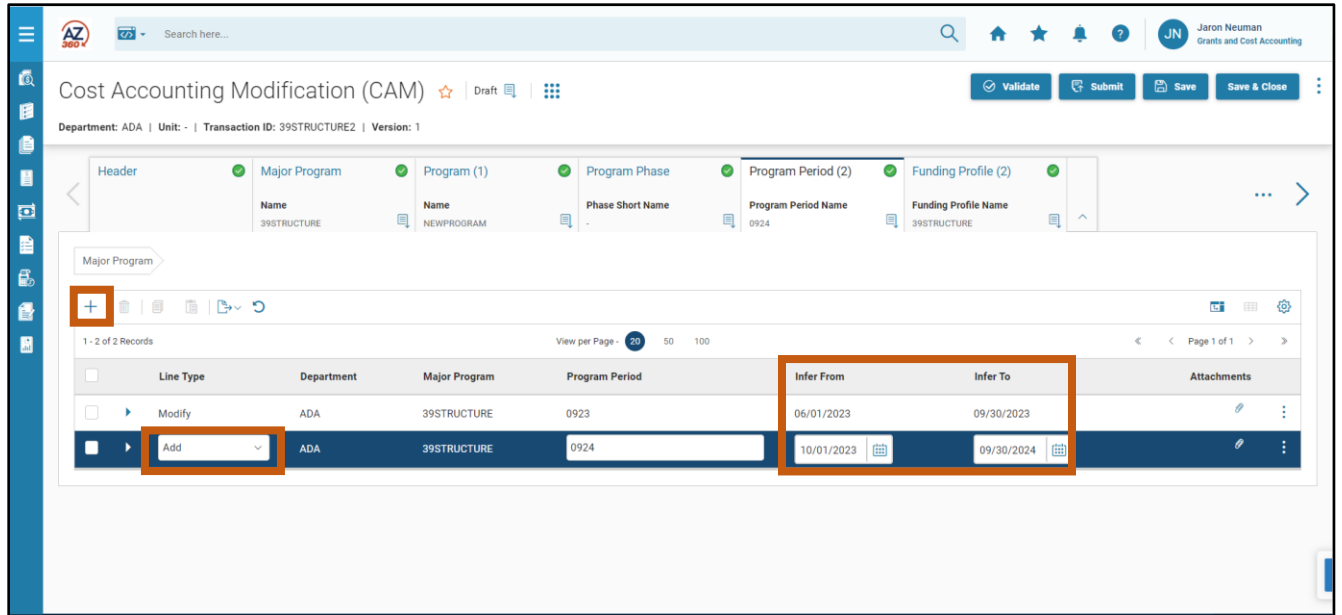 AZ
360
Search here...
?
JN
Jaron Neuman
Grants and Cost Accounting
Cost Accounting Modification (CAM)
Draft
Validate
Submit
Save
Save & Close
Department: ADA | Unit: - | Transaction ID: 39STRUCTURE2 | Version: 1
Header
Major Program
Name
39STRUCTURE
Program (1)
Name
NEWPROGRAM
Program Phase
Phase Short Name
-
Program Period (2)
Program Period Name
0924
Funding Profile (2)
Funding Profile Name
39STRUCTURE
...
Major Program
1 - 2 of 2 Records
View per Page - 20 50 100
« < Page 1 of 1 > »
Line Type Department Major Program Program Period Infer From Infer To Attachments
Modify ADA 39STRUCTURE 0923 06/01/2023 09/30/2023
Add ADA 39STRUCTURE 0924 10/01/2023 09/30/2024